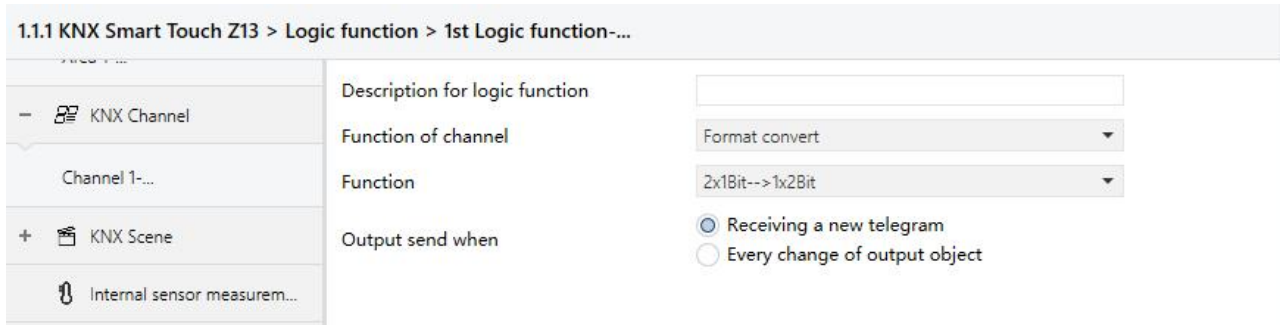 1.1.1 KNX Smart Touch Z13 > Logic function > 1st Logic function-...
KNX Channel
Channel 1-...
KNX Scene
Internal sensor measurem...
Description for logic function
Function of channel
Format convert
Function
2x1Bit-->1x2Bit
Output send when
Receiving a new telegram
Every change of output object